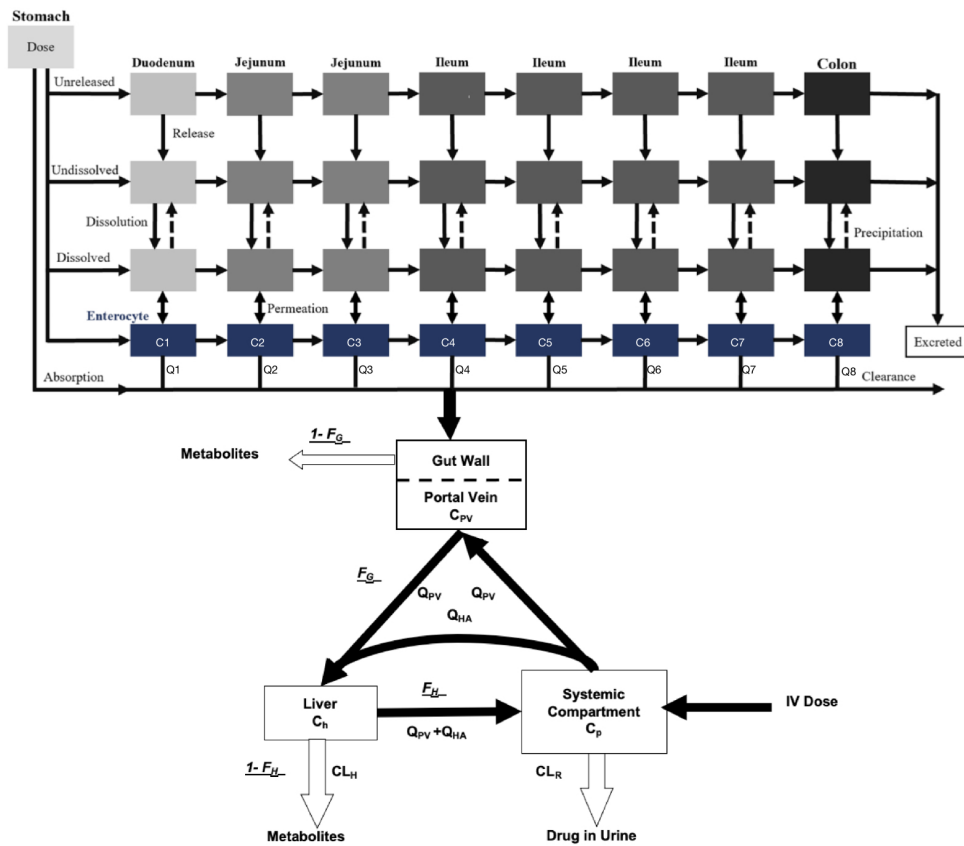 Stomach
Dose
Duodenum Jejunum Jejunum Ileum Ileum Ileum Ileum Colon
Unreleased
Release
Undissolved
Dissolution
Precipitation
Dissolved
Permeation
Enterocyte
C1 C2 C3 C4 C5 C6 C7 C8
Excreted
Q1 Q2 Q3 Q4 Q5 Q6 Q7 Q8
Absorption Clearance
1- FG
Metabolites
Gut Wall
Portal Vein
CPV
FG
QPV QPV
QHA
Liver
Ch
FH
QPV +QHA
Systemic
Compartment
Cp
IV Dose
1- FH
CLH
CLR
Metabolites
Drug in Urine